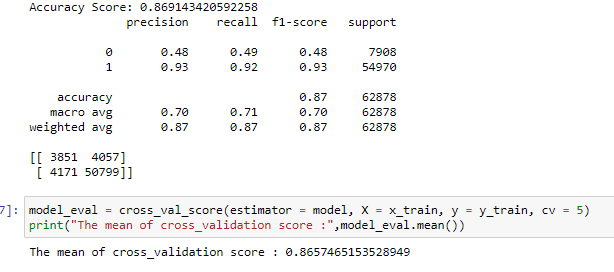 Accuracy Score: 0.869143420592258
precision recall f1-score support
0 0.48 0.49 0.48 7908
1 0.93 0.92 0.93 54970
accuracy 0.87 62878
macro avg 0.70 0.71 0.70 62878
weighted avg 0.87 0.87 0.87 62878
[[ 3851 4057]
[ 4171 50799]]
7]: model_eval = cross_val_score(estimator = model, X = x_train, y = y_train, cv = 5)
print("The mean of cross_validation score :",model_eval.mean())
The mean of cross_validation score : 0.8657465153528949